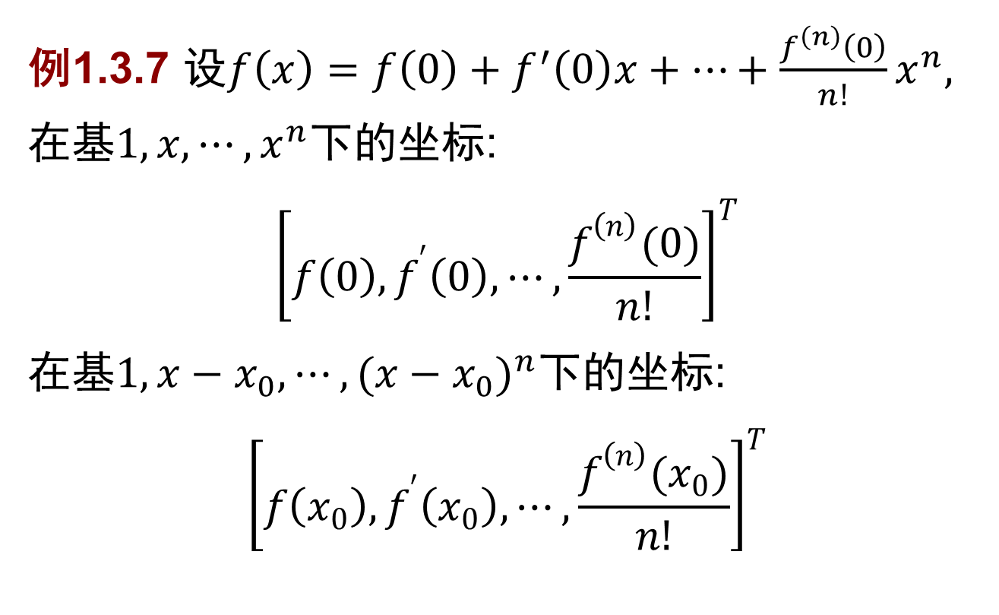 例1.3.7 设$f(x) = f(0) + f'(0)x + \cdots + \frac{f^{(n)}(0)}{n!}x^n$,
在基$1, x, \cdots, x^n$下的坐标:
$\left[f(0), f'(0), \cdots, \frac{f^{(n)}(0)}{n!}\right]^T$
在基$1, x - x_0, \cdots, (x - x_0)^n$下的坐标:
$\left[f(x_0), f'(x_0), \cdots, \frac{f^{(n)}(x_0)}{n!}\right]^T$